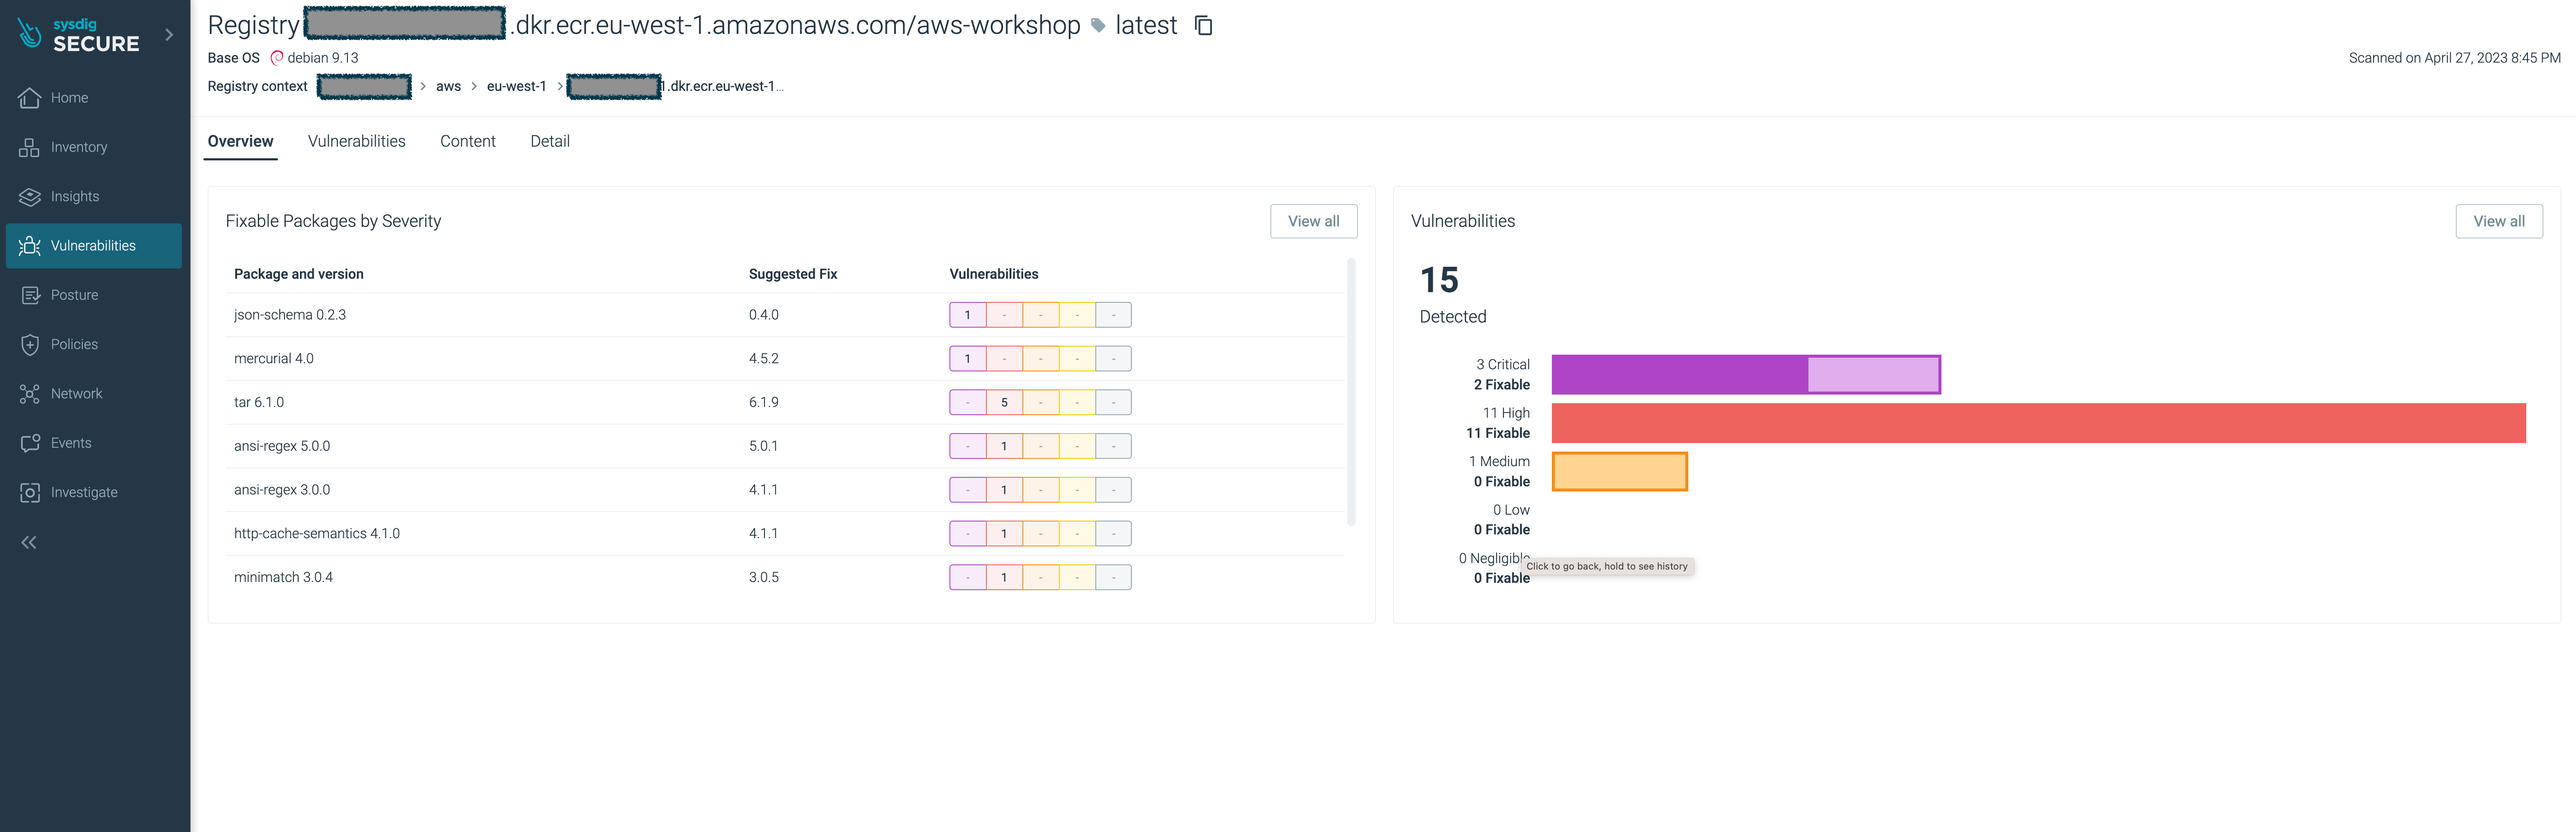 sysdig
SECURE
Home
Inventory
Insights
Vulnerabilities
Posture
Policies
Network
Events
Investigate
Registry .dkr.ecr.eu-west-1.amazonaws.com/aws-workshop latest
Base OS debian 9.13
Scanned on April 27, 2023 8:45 PM
Registry context > aws > eu-west-1 > 1.dkr.ecr.eu-west-1...
Overview Vulnerabilities Content Detail
Fixable Packages by Severity View all
Package and version Suggested Fix Vulnerabilities
json-schema 0.2.3 0.4.0 1 - - - -
mercurial 4.0 4.5.2 1 - - - -
tar 6.1.0 6.1.9 - 5 - - -
ansi-regex 5.0.0 5.0.1 - 1 - - -
ansi-regex 3.0.0 4.1.1 - 1 - - -
http-cache-semantics 4.1.0 4.1.1 - 1 - - -
minimatch 3.0.4 3.0.5 - 1 - - -
Vulnerabilities View all
15
Detected
3 Critical
2 Fixable
11 High
11 Fixable
1 Medium
0 Fixable
0 Low
0 Fixable
0 Negligible
Click to go back, hold to see history
0 Fixable